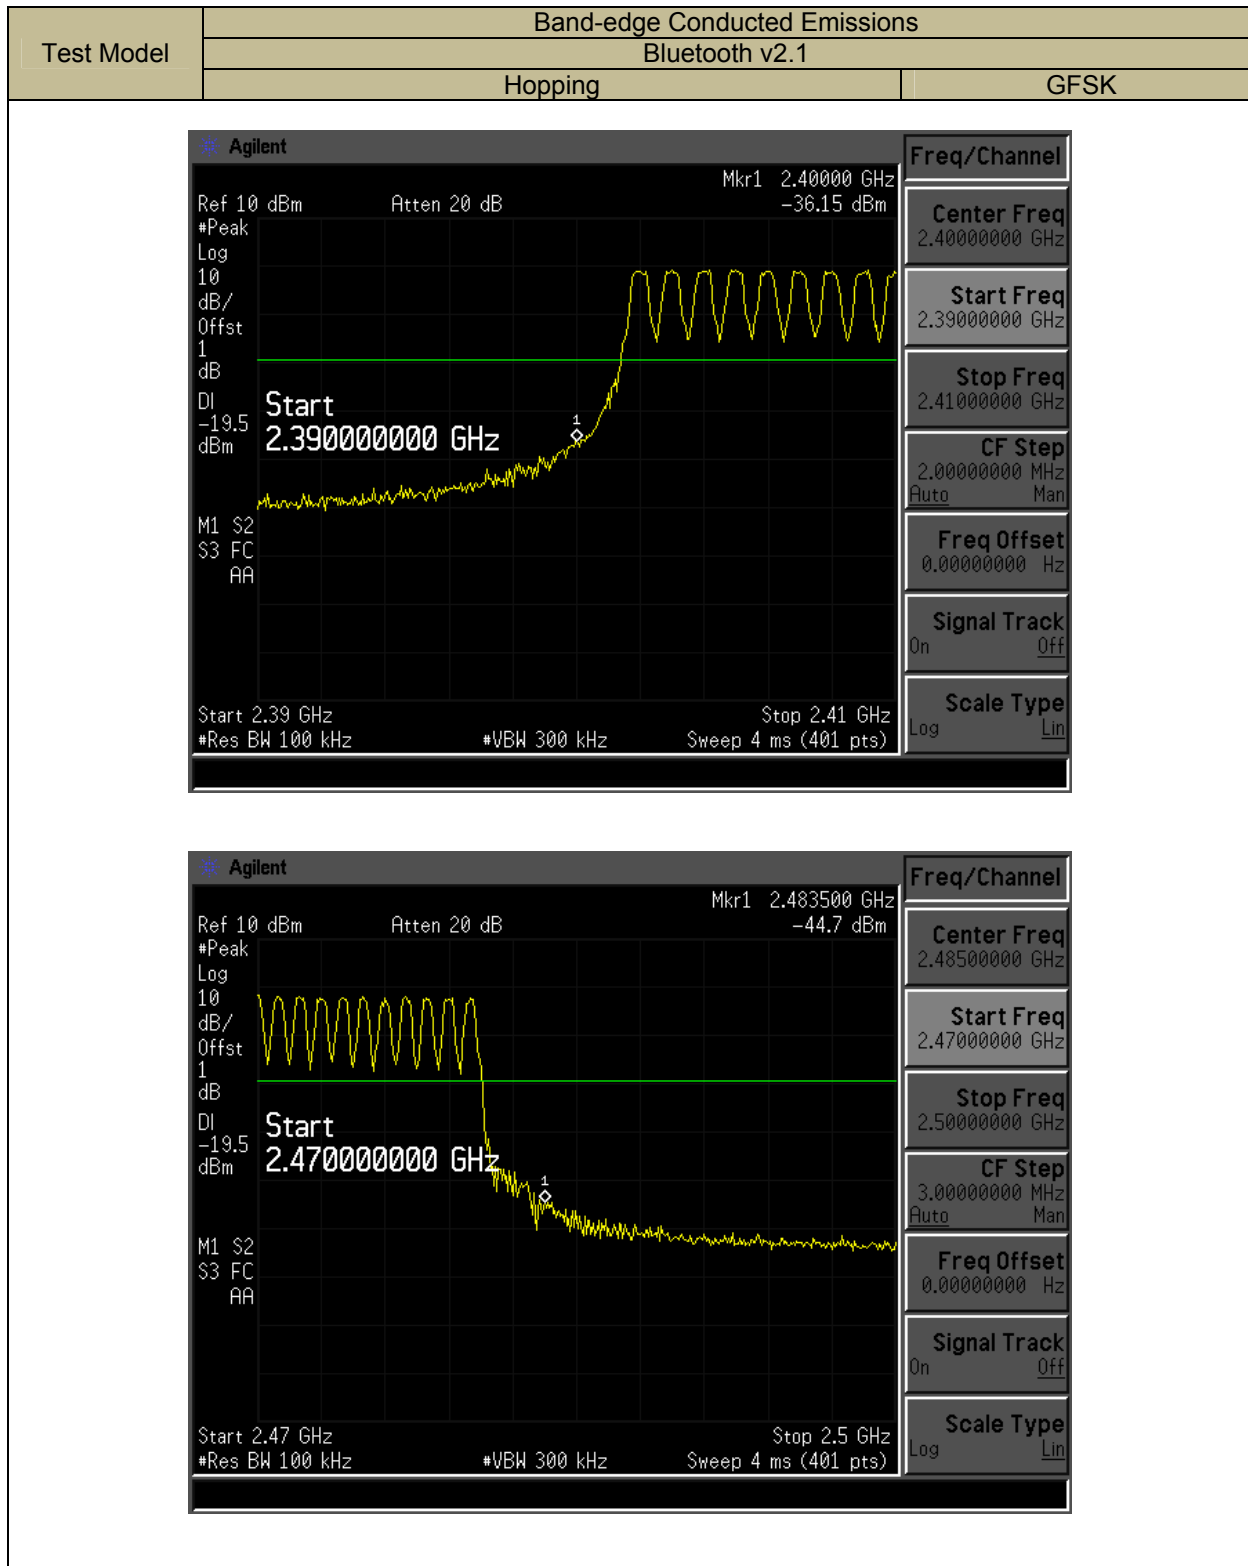 Test Model
Band-edge Conducted Emissions
Bluetooth v2.1
Hopping GFSK
Agilent
Freq/Channel
Mkr1 2.40000 GHz
Ref 10 dBm Atten 20 dB -36.15 dBm
#Peak
Log
10
dB/
Offst
1
dB
DI
-19.5
dBm
Start
2.390000000 GHz
1
M1 S2
S3 FC
AA
Start 2.39 GHz Stop 2.41 GHz
#Res BW 100 kHz #VBW 300 kHz Sweep 4 ms (401 pts)
Center Freq
2.40000000 GHz
Start Freq
2.39000000 GHz
Stop Freq
2.41000000 GHz
CF Step
2.00000000 MHz
Auto Man
Freq Offset
0.00000000 Hz
Signal Track
On Off
Scale Type
Log Lin
Agilent
Freq/Channel
Mkr1 2.483500 GHz
Ref 10 dBm Atten 20 dB -44.7 dBm
#Peak
Log
10
dB/
Offst
1
dB
DI
-19.5
dBm
Start
2.470000000 GHz
1
M1 S2
S3 FC
AA
Start 2.47 GHz Stop 2.5 GHz
#Res BW 100 kHz #VBW 300 kHz Sweep 4 ms (401 pts)
Center Freq
2.48500000 GHz
Start Freq
2.47000000 GHz
Stop Freq
2.50000000 GHz
CF Step
3.00000000 MHz
Auto Man
Freq Offset
0.00000000 Hz
Signal Track
On Off
Scale Type
Log Lin